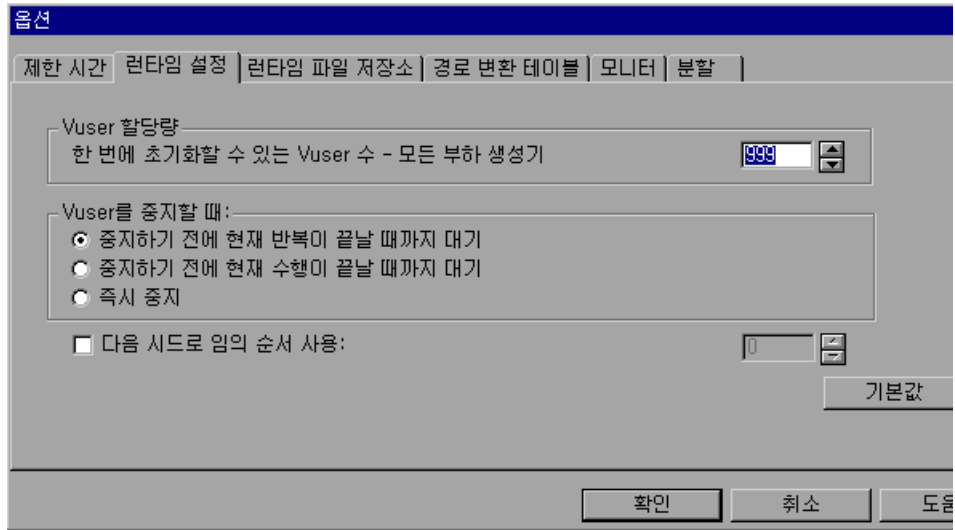 옵션
제한 시간 런타임 설정 런타임 파일 저장소 경로 변환 테이블 모니터 분할
Vuser 할당량
한 번에 초기화할 수 있는 Vuser 수 - 모든 부하 생성기 999
Vuser를 중지할 때:
중지하기 전에 현재 반복이 끝날 때까지 대기
중지하기 전에 현재 수행이 끝날 때까지 대기
즉시 중지
다음 시드로 임의 순서 사용: 0
기본값
확인 취소